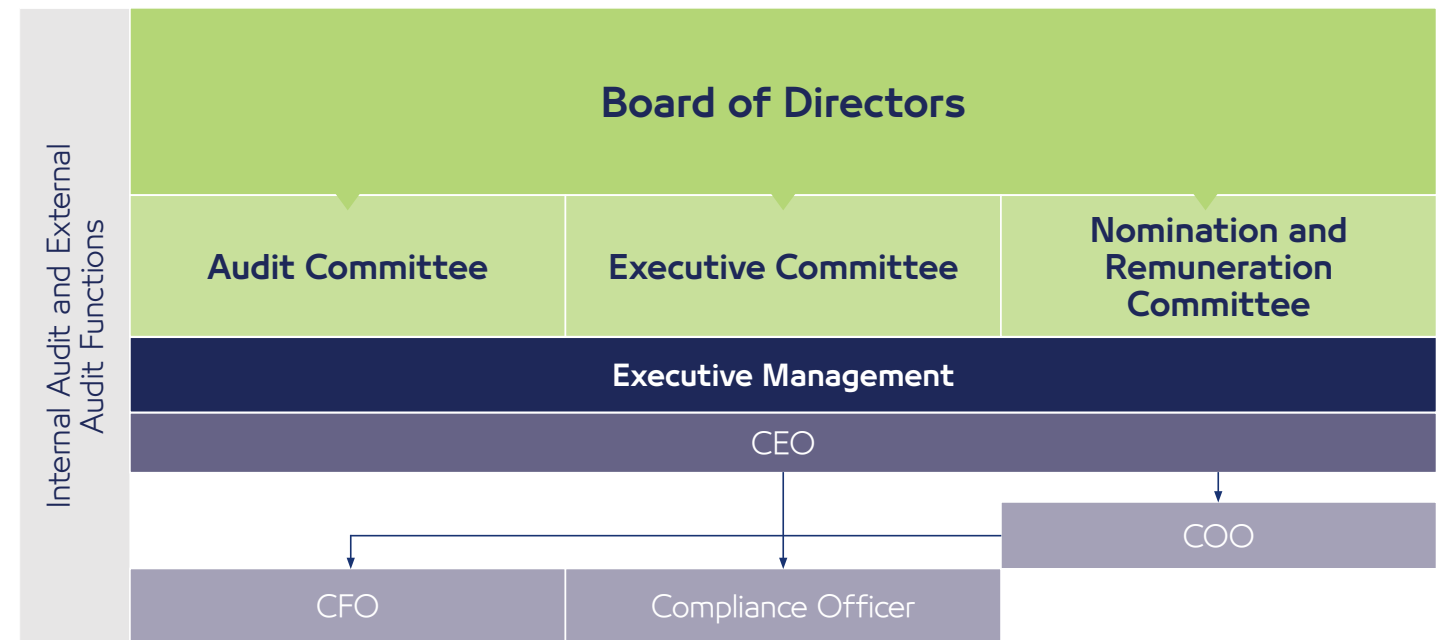 Internal Audit and External
Audit Functions
Board of Directors
Audit Committee
Executive Committee
Nomination and
Remuneration
Committee
Executive Management
CEO
COO
CFO
Compliance Officer